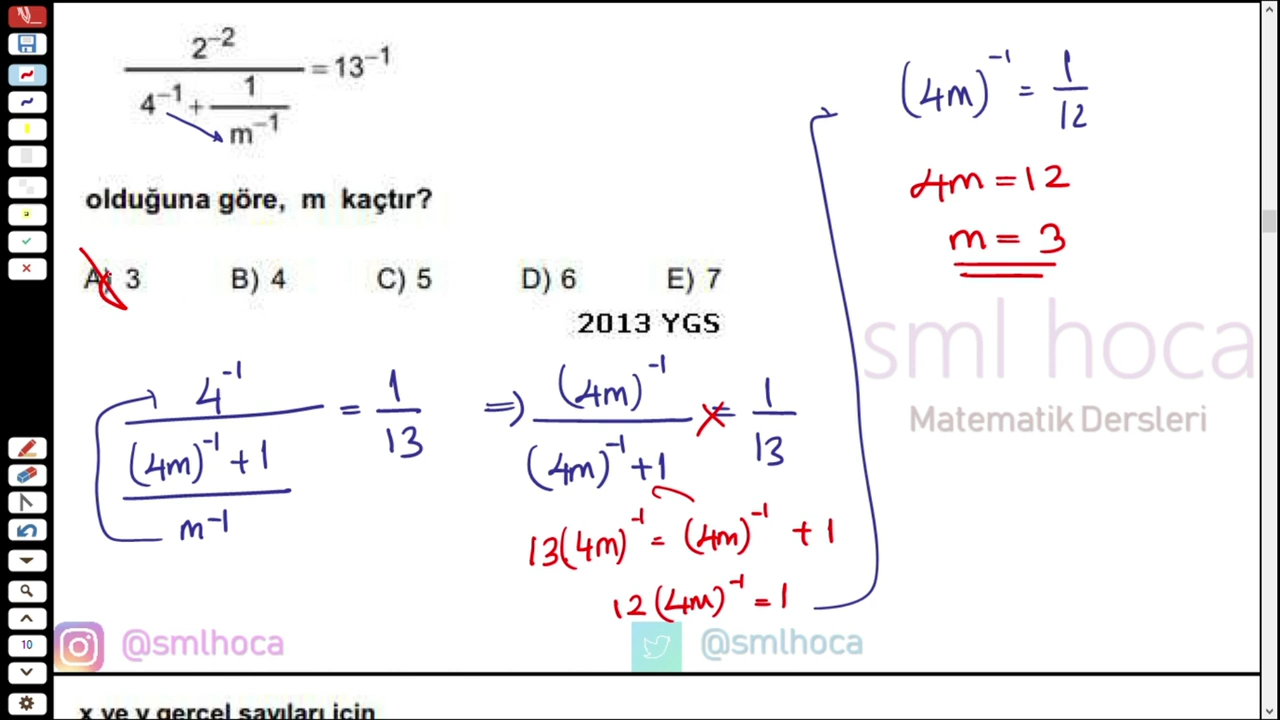 2⁻² / (4⁻¹ + 1/m⁻¹) = 13⁻¹
olduğuna göre, m kaçtır?
A) 3 B) 4 C) 5 D) 6 E) 7
2013 YGS
4⁻¹ / (((4m)⁻¹ + 1) / m⁻¹) = 1/13 ⇒ (4m)⁻¹ / ((4m)⁻¹ + 1) = 1/13
13(4m)⁻¹ = (4m)⁻¹ + 1
12(4m)⁻¹ = 1
(4m)⁻¹ = 1/12
4m = 12
m = 3
sml hoca
Matematik Dersleri
@smlhoca @smlhoca
x ve y gerçel sayıları için
10